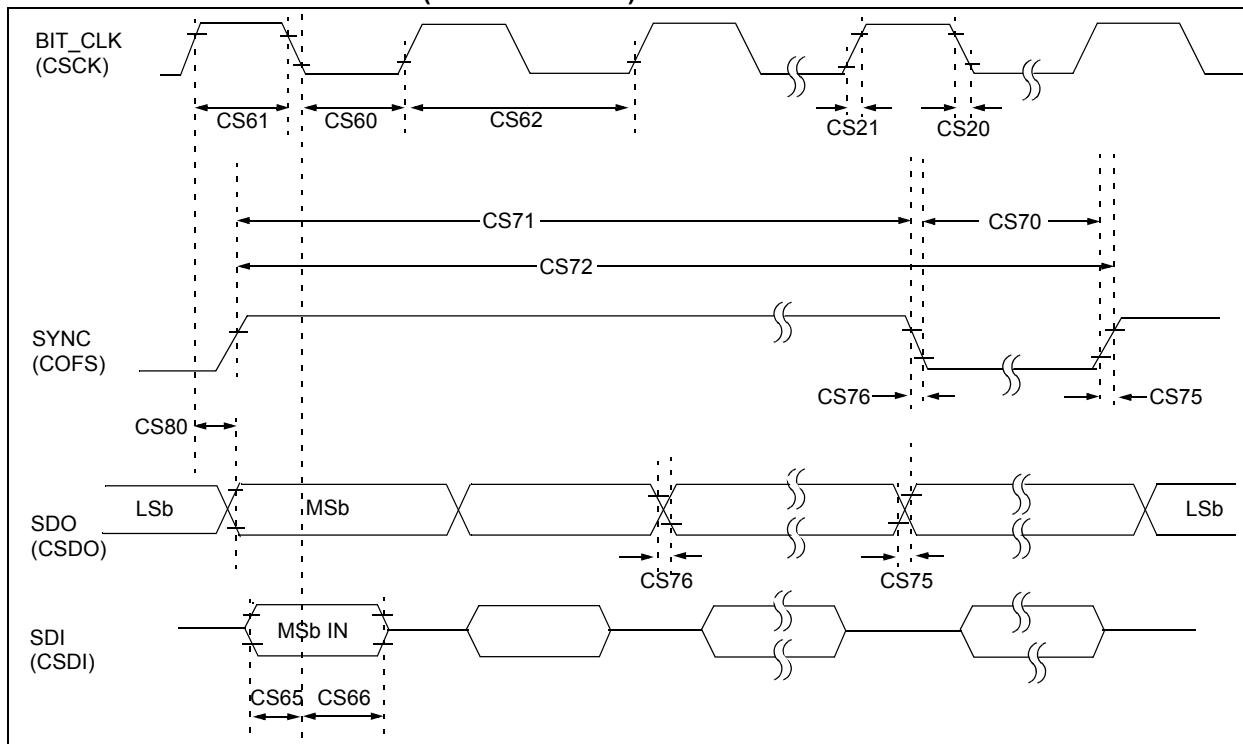 BIT_CLK
(CSCK)
CS61
CS60
CS62
CS21
CS20
CS71
CS70
CS72
SYNC
(COFS)
CS76
CS75
CS80
LSb
MSb
LSb
SDO
(CSDO)
CS76
CS75
MSb IN
SDI
(CSDI)
CS65
CS66